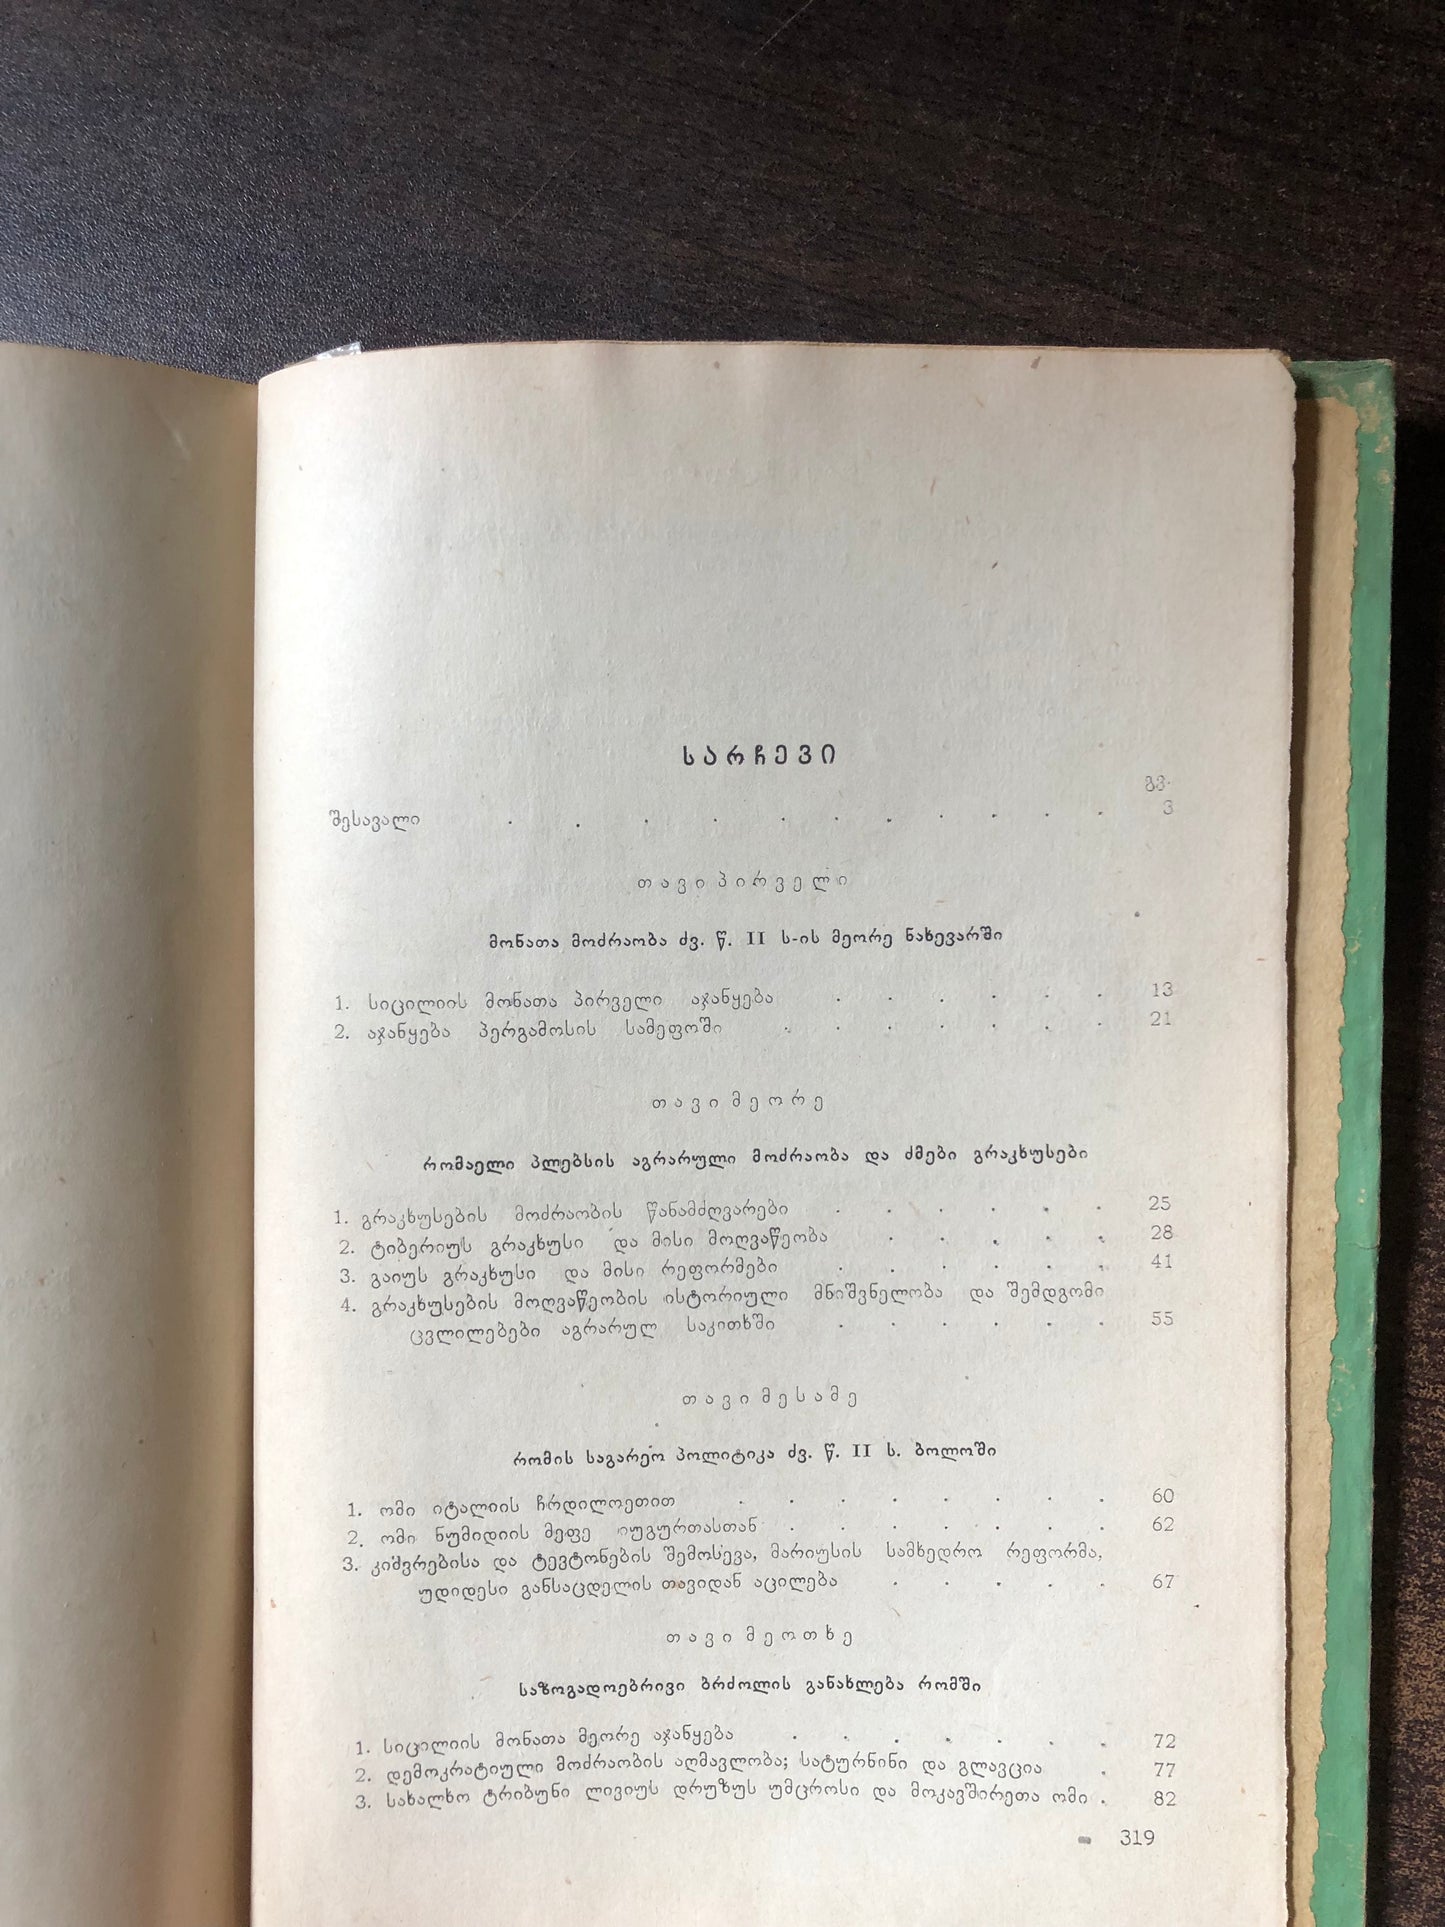 სარჩევი
გვ.
შესავალი . . . . . . . . . . . 3
თავი პირველი
მონათა მოძრაობა ძვ. წ. II ს-ის მეორე ნახევარში
1. სიცილიის მონათა პირველი აჯანყება . . . . . . 13
2. აჯანყება პერგამოსის სამეფოში . . . . . . . 21
თავი მეორე
რომაელი პლებსის აგრარული მოძრაობა და ძმები გრაკხუსები
1. გრაკხუსების მოძრაობის წანამძღვარები . . . . . . 25
2. ტიბერიუს გრაკხუსი და მისი მოღვაწეობა . . . . . 28
3. გაიუს გრაკხუსი და მისი რეფორმები . . . . . . 41
4. გრაკხუსების მოღვაწეობის ისტორიული მნიშვნელობა და შემდგომი
ცვლილებები აგრარულ საკითხში . . . . . . 55
თავი მესამე
რომის საგარეო პოლიტიკა ძვ. წ. II ს. ბოლოში
1. ომი იტალიის ჩრდილოეთით . . . . . . . . 60
2. ომი ნუმიდიის მეფე იუგურთასთან . . . . . . . 62
3. კიმვრებისა და ტევტონების შემოსევა, მარიუსის სამხედრო რეფორმა,
უდიდესი განსაცდელის თავიდან აცილება . . . . . 67
თავი მეოთხე
საზოგადოებრივი ბრძოლის განახლება რომში
1. სიცილიის მონათა მეორე აჯანყება . . . . . . . 72
2. დემოკრატიული მოძრაობის აღმავლობა; სატურნინი და გლავცია . 77
3. სახალხო ტრიბუნი ლივიუს დრუზუს უმცროსი და მოკავშირეთა ომი . 82
319